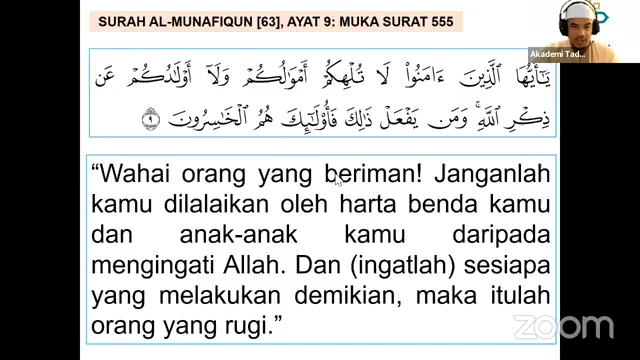 SURAH AL-MUNAFIQUN [63], AYAT 9: MUKA SURAT 555
Akademi Tad...
يَـٰٓأَيُّهَا ٱلَّذِينَ ءَامَنُوا۟ لَا تُلْهِكُمْ أَمْوَٰلُكُمْ وَلَآ أَوْلَـٰدُكُمْ عَن
ذِكْرِ ٱللَّهِ ۚ وَمَن يَفْعَلْ ذَٰلِكَ فَأُو۟لَـٰٓئِكَ هُمُ ٱلْخَـٰسِرُونَ ٩
“Wahai orang yang beriman! Janganlah
kamu dilalaikan oleh harta benda kamu
dan anak-anak kamu daripada
mengingati Allah. Dan (ingatlah) sesiapa
yang melakukan demikian, maka itulah
orang yang rugi.”
zoom